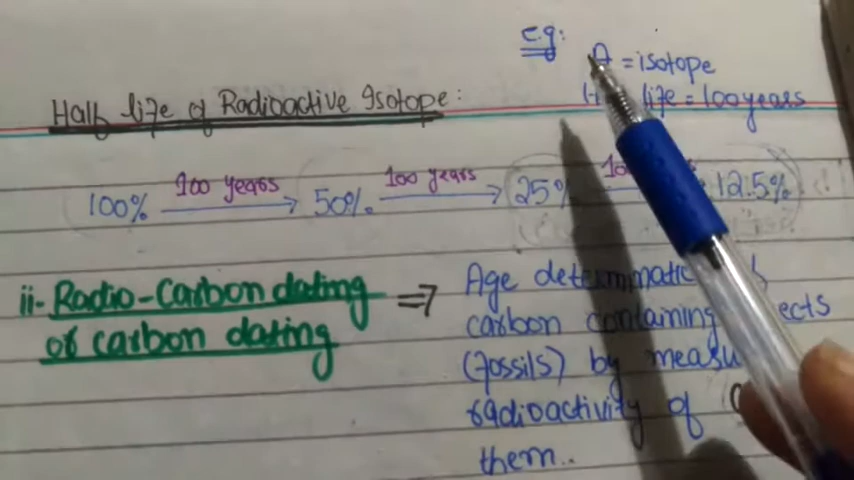 e.g:
A = isotope
life = 100 years
Half life of Radioactive Isotope:
100% 100 years 50% 100 years 25% 12.5%
ii- Radio-Carbon dating ⇒ Age
or carbon dating carbon containing
(fossils) by
radioactivity of
them..